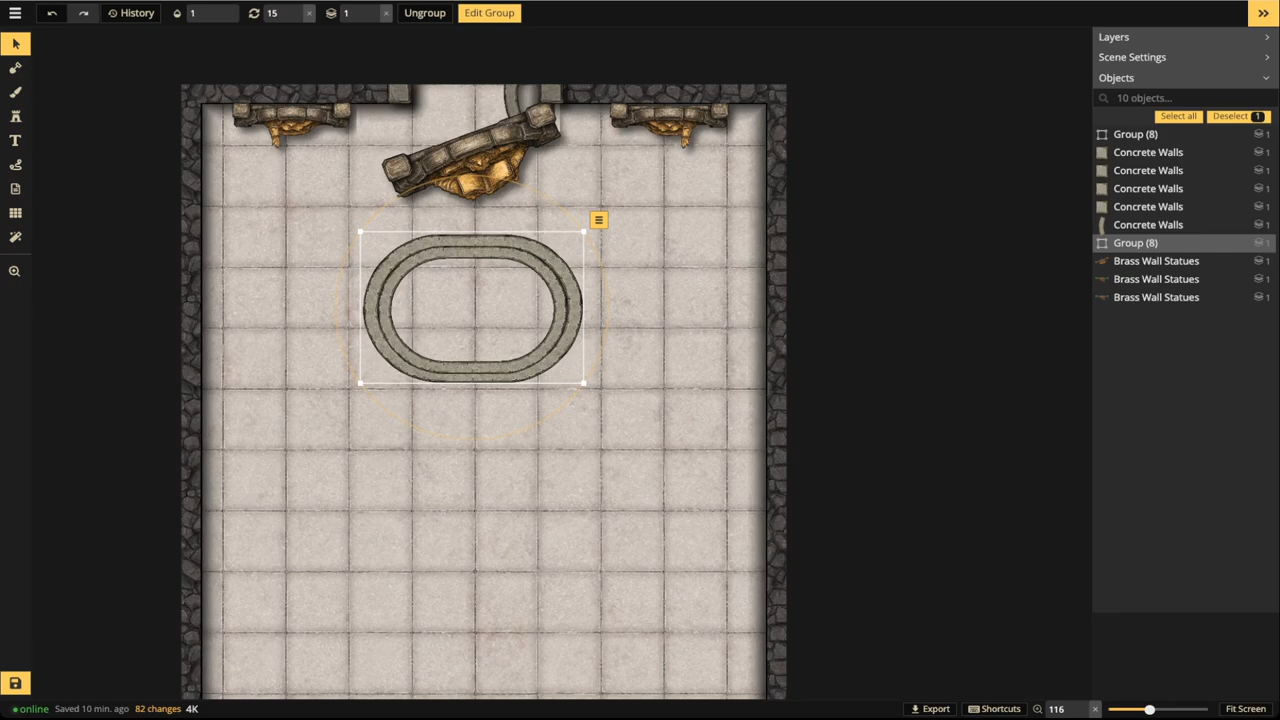 History 1 15 × 1 × Ungroup Edit Group
Layers
Scene Settings
Objects
10 objects...
Select all Deselect 1
Group (8) 1
Concrete Walls 1
Concrete Walls 1
Concrete Walls 1
Concrete Walls 1
Concrete Walls 1
Group (8) 1
Brass Wall Statues 1
Brass Wall Statues 1
Brass Wall Statues 1
T
online Saved 10 min. ago 82 changes 4K Export Shortcuts 116 × Fit Screen